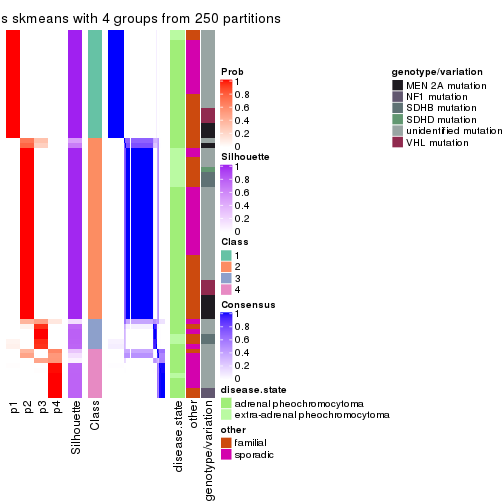 s skmeans with 4 groups from 250 partitions
Prob
1
0.8
0.6
0.4
0.2
0
Silhouette
1
0.8
0.6
0.4
0.2
0
Class
1
2
3
4
Consensus
1
0.8
0.6
0.4
0.2
0
disease.state
adrenal pheochromocytoma
extra-adrenal pheochromocytoma
other
familial
sporadic
genotype/variation
MEN 2A mutation
NF1 mutation
SDHB mutation
SDHD mutation
unidentified mutation
VHL mutation
p1
p2
p3
p4
Silhouette
Class
disease.state
other
genotype/variation